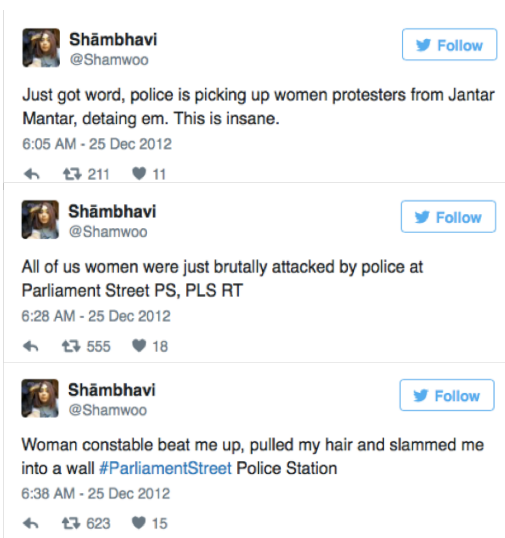 Shāmbhavi
@Shamwoo
Follow
Just got word, police is picking up women protesters from Jantar
Mantar, detaing em. This is insane.
6:05 AM - 25 Dec 2012
211 11
Shāmbhavi
@Shamwoo
Follow
All of us women were just brutally attacked by police at
Parliament Street PS, PLS RT
6:28 AM - 25 Dec 2012
555 18
Shāmbhavi
@Shamwoo
Follow
Woman constable beat me up, pulled my hair and slammed me
into a wall #ParliamentStreet Police Station
6:38 AM - 25 Dec 2012
623 15